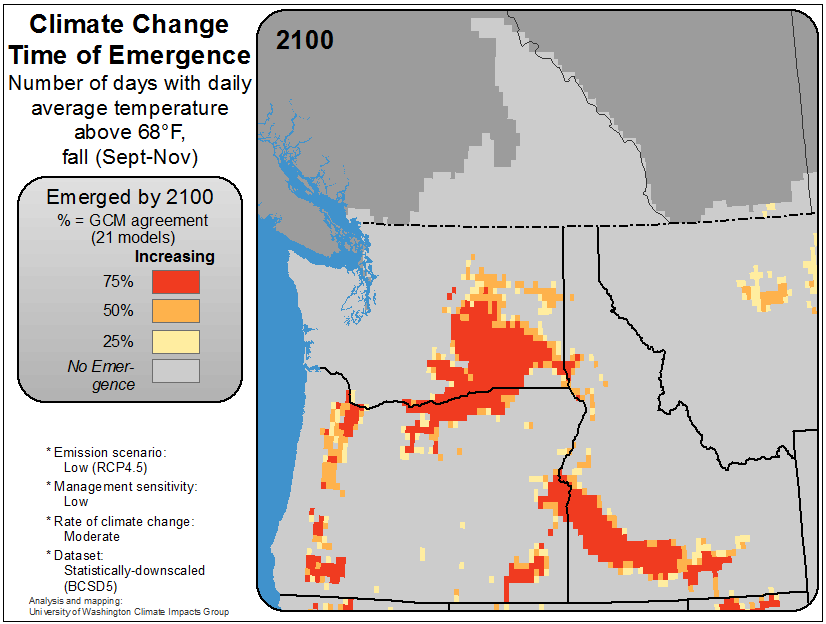 Climate Change
Time of Emergence
Number of days with daily
average temperature
above 68°F,
fall (Sept-Nov)
Emerged by 2100
% = GCM agreement
(21 models)
Increasing
75%
50%
25%
No Emer-
gence
* Emission scenario:
Low (RCP4.5)
* Management sensitivity:
Low
* Rate of climate change:
Moderate
* Dataset:
Statistically-downscaled
(BCSD5)
Analysis and mapping:
University of Washington Climate Impacts Group
2100